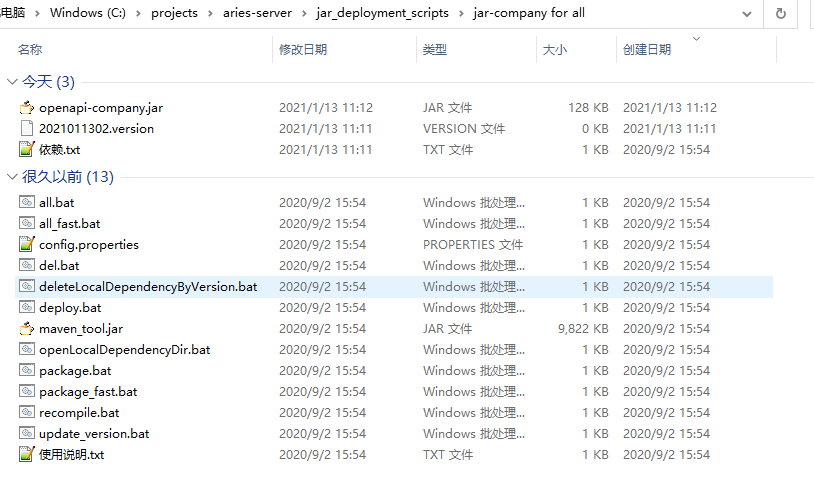 电脑 › Windows (C:) › projects › aries-server › jar_deployment_scripts › jar-company for all
名称 修改日期 类型 大小 创建日期
今天 (3)
openapi-company.jar 2021/1/13 11:12 JAR 文件 128 KB 2021/1/13 11:12
2021011302.version 2021/1/13 11:11 VERSION 文件 0 KB 2021/1/13 11:11
依赖.txt 2021/1/13 11:11 TXT 文件 1 KB 2020/9/2 15:54
很久以前 (13)
all.bat 2020/9/2 15:54 Windows 批处理... 1 KB 2020/9/2 15:54
all_fast.bat 2020/9/2 15:54 Windows 批处理... 1 KB 2020/9/2 15:54
config.properties 2020/9/2 15:54 PROPERTIES 文件 1 KB 2020/9/2 15:54
del.bat 2020/9/2 15:54 Windows 批处理... 1 KB 2020/9/2 15:54
deleteLocalDependencyByVersion.bat 2020/9/2 15:54 Windows 批处理... 1 KB 2020/9/2 15:54
deploy.bat 2020/9/2 15:54 Windows 批处理... 1 KB 2020/9/2 15:54
maven_tool.jar 2020/9/2 15:54 JAR 文件 9,822 KB 2020/9/2 15:54
openLocalDependencyDir.bat 2020/9/2 15:54 Windows 批处理... 1 KB 2020/9/2 15:54
package.bat 2020/9/2 15:54 Windows 批处理... 1 KB 2020/9/2 15:54
package_fast.bat 2020/9/2 15:54 Windows 批处理... 1 KB 2020/9/2 15:54
recompile.bat 2020/9/2 15:54 Windows 批处理... 1 KB 2020/9/2 15:54
update_version.bat 2020/9/2 15:54 Windows 批处理... 1 KB 2020/9/2 15:54
使用说明.txt 2020/9/2 15:54 TXT 文件 1 KB 2020/9/2 15:54